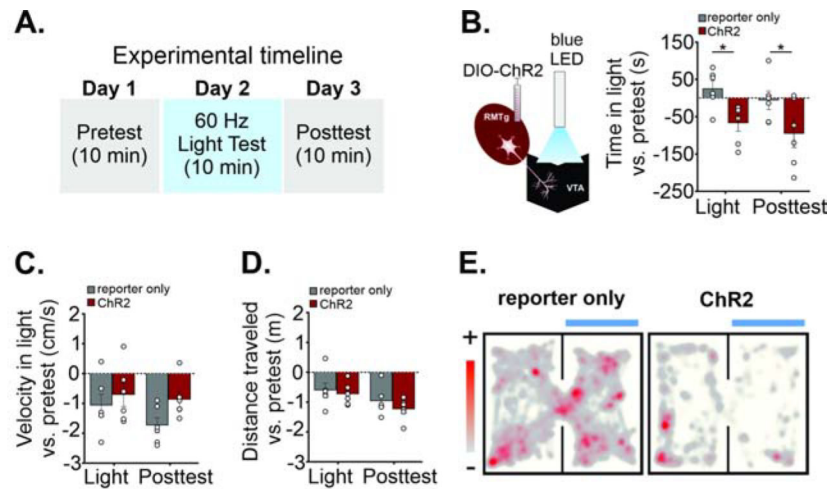 A.
Experimental timeline
Day 1
Day 2
Day 3
Pretest
(10 min)
60 Hz
Light Test
(10 min)
Posttest
(10 min)
B.
DIO-ChR2
blue
LED
RMTg
VTA
reporter only
ChR2
Time in light
vs. pretest (s)
150
50
-50
-150
-250
*
*
Light
Posttest
C.
reporter only
ChR2
Velocity in light
vs. pretest (cm/s)
2
1
0
-1
-2
-3
Light
Posttest
D.
reporter only
ChR2
Distance traveled
vs. pretest (m)
2
1
0
-1
-2
-3
Light
Posttest
E.
reporter only
ChR2
+
-